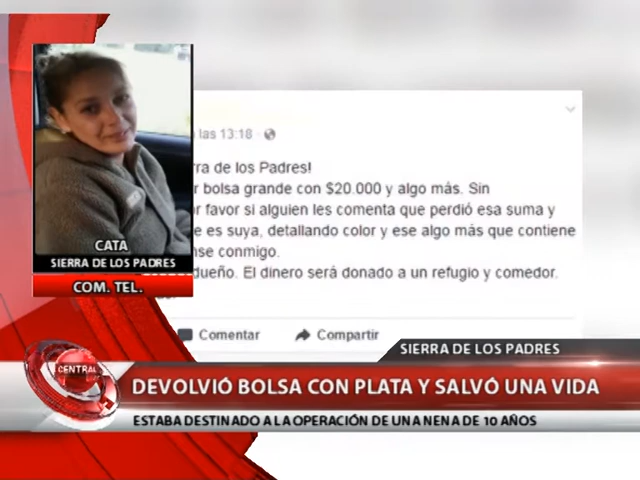 las 13:18
rra de los Padres!
r bolsa grande con $20.000 y algo más. Sin
or favor si alguien les comenta que perdió esa suma y
e es suya, detallando color y ese algo más que contiene
nse conmigo.
dueño. El dinero será donado a un refugio y comedor.
Comentar
Compartir
CATA
SIERRA DE LOS PADRES
COM. TEL.
SIERRA DE LOS PADRES
CENTRAL
DEVOLVIÓ BOLSA CON PLATA Y SALVÓ UNA VIDA
ESTABA DESTINADO A LA OPERACIÓN DE UNA NENA DE 10 AÑOS